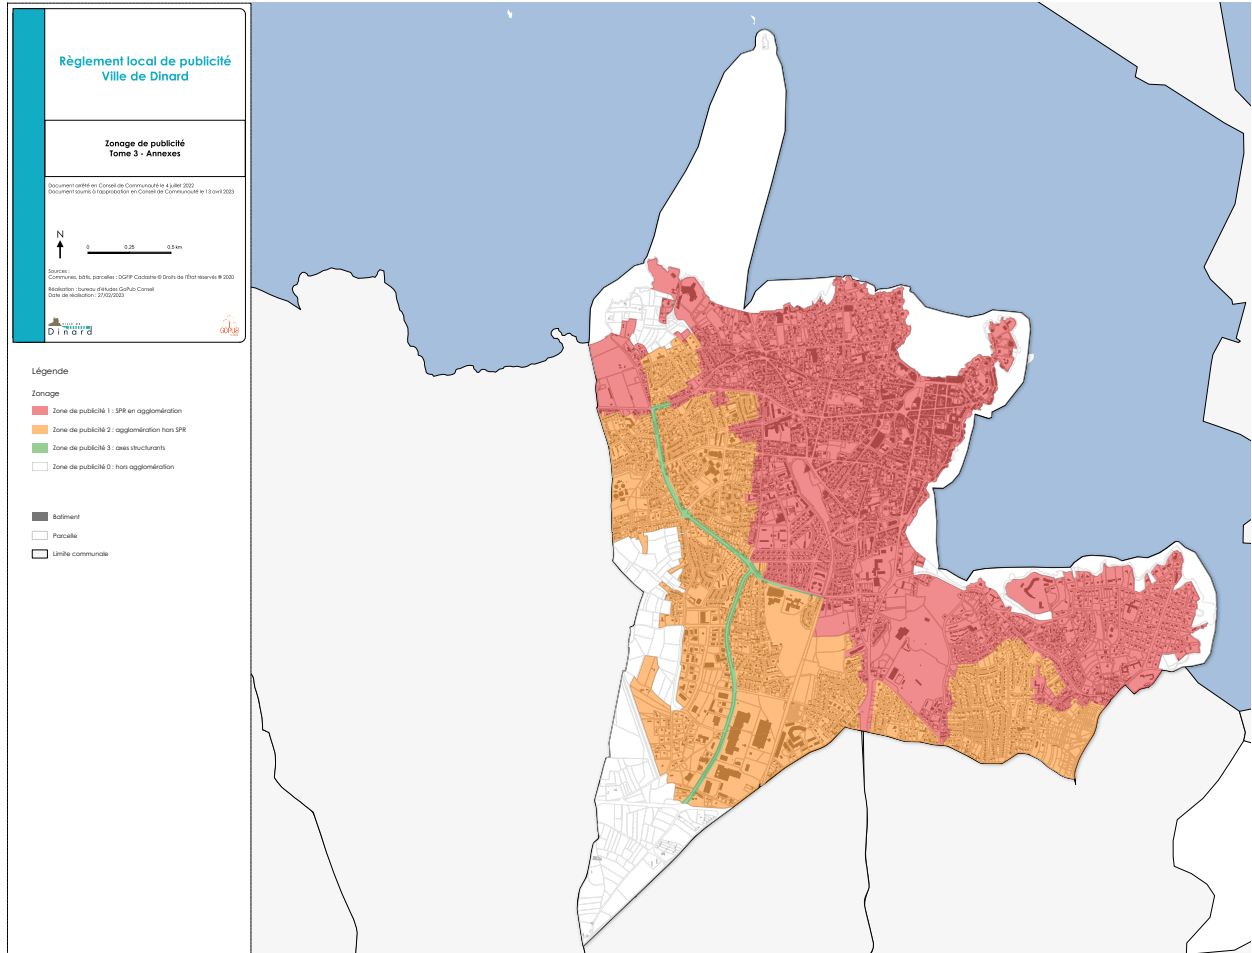 Règlement local de publicité
Ville de Dinard
Zonage de publicité
Tome 3 - Annexes
Document arrêté en Conseil de Communauté le 4 juillet 2022
Document soumis à l'approbation en Conseil de Communauté le 13 avril 2023
N
0 0,25 0,5 km
Sources :
Communes, bâtis, parcelles : DGFIP Cadastre © Droits de l'État réservés ® 2020
Réalisation : bureau d'études GoPub Conseil
Date de réalisation : 27/02/2023
VILLE DE
Dinard
GOPUB
Légende
Zonage
Zone de publicité 1 : SPR en agglomération
Zone de publicité 2 : agglomération hors SPR
Zone de publicité 3 : axes structurants
Zone de publicité 0 : hors agglomération
Batiment
Parcelle
Limite communale